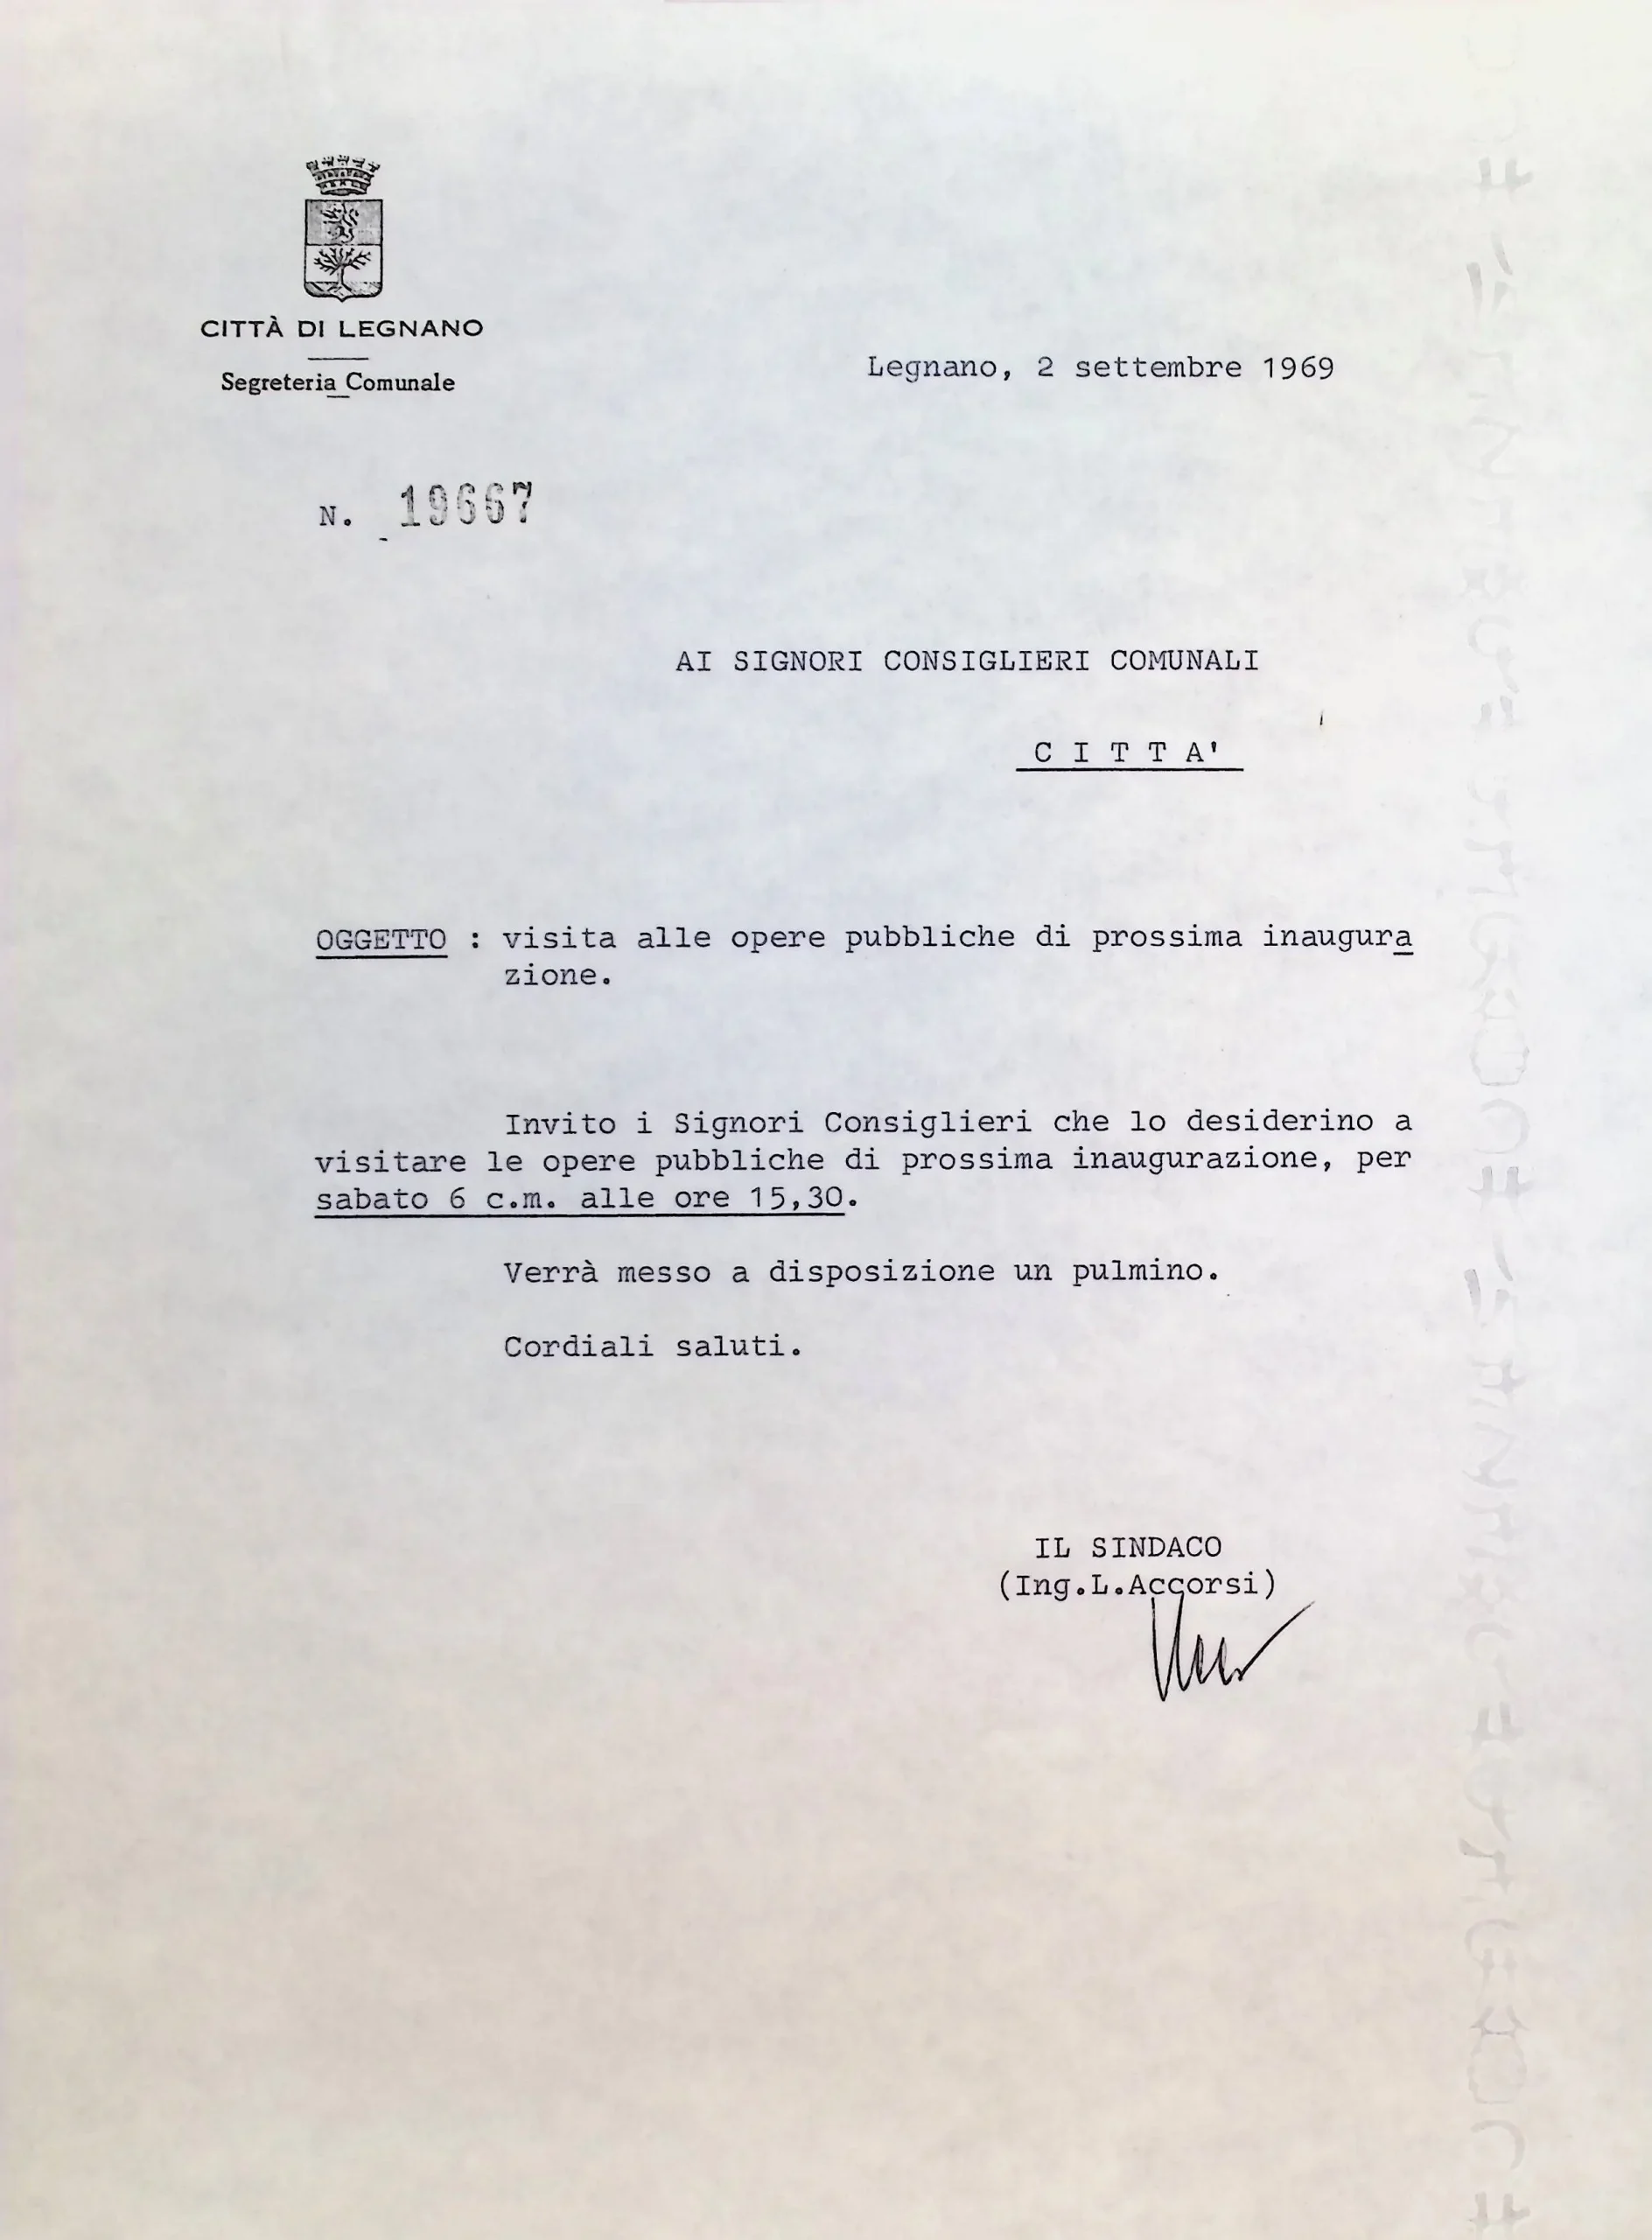 CITTÀ DI LEGNANO
Segreteria Comunale
Legnano, 2 settembre 1969
N. 19667
AI SIGNORI CONSIGLIERI COMUNALI
C I T T A'
OGGETTO : visita alle opere pubbliche di prossima inaugura
zione.
Invito i Signori Consiglieri che lo desiderino a
visitare le opere pubbliche di prossima inaugurazione, per
sabato 6 c.m. alle ore 15,30.
Verrà messo a disposizione un pulmino.
Cordiali saluti.
IL SINDACO
(Ing.L.Accorsi)